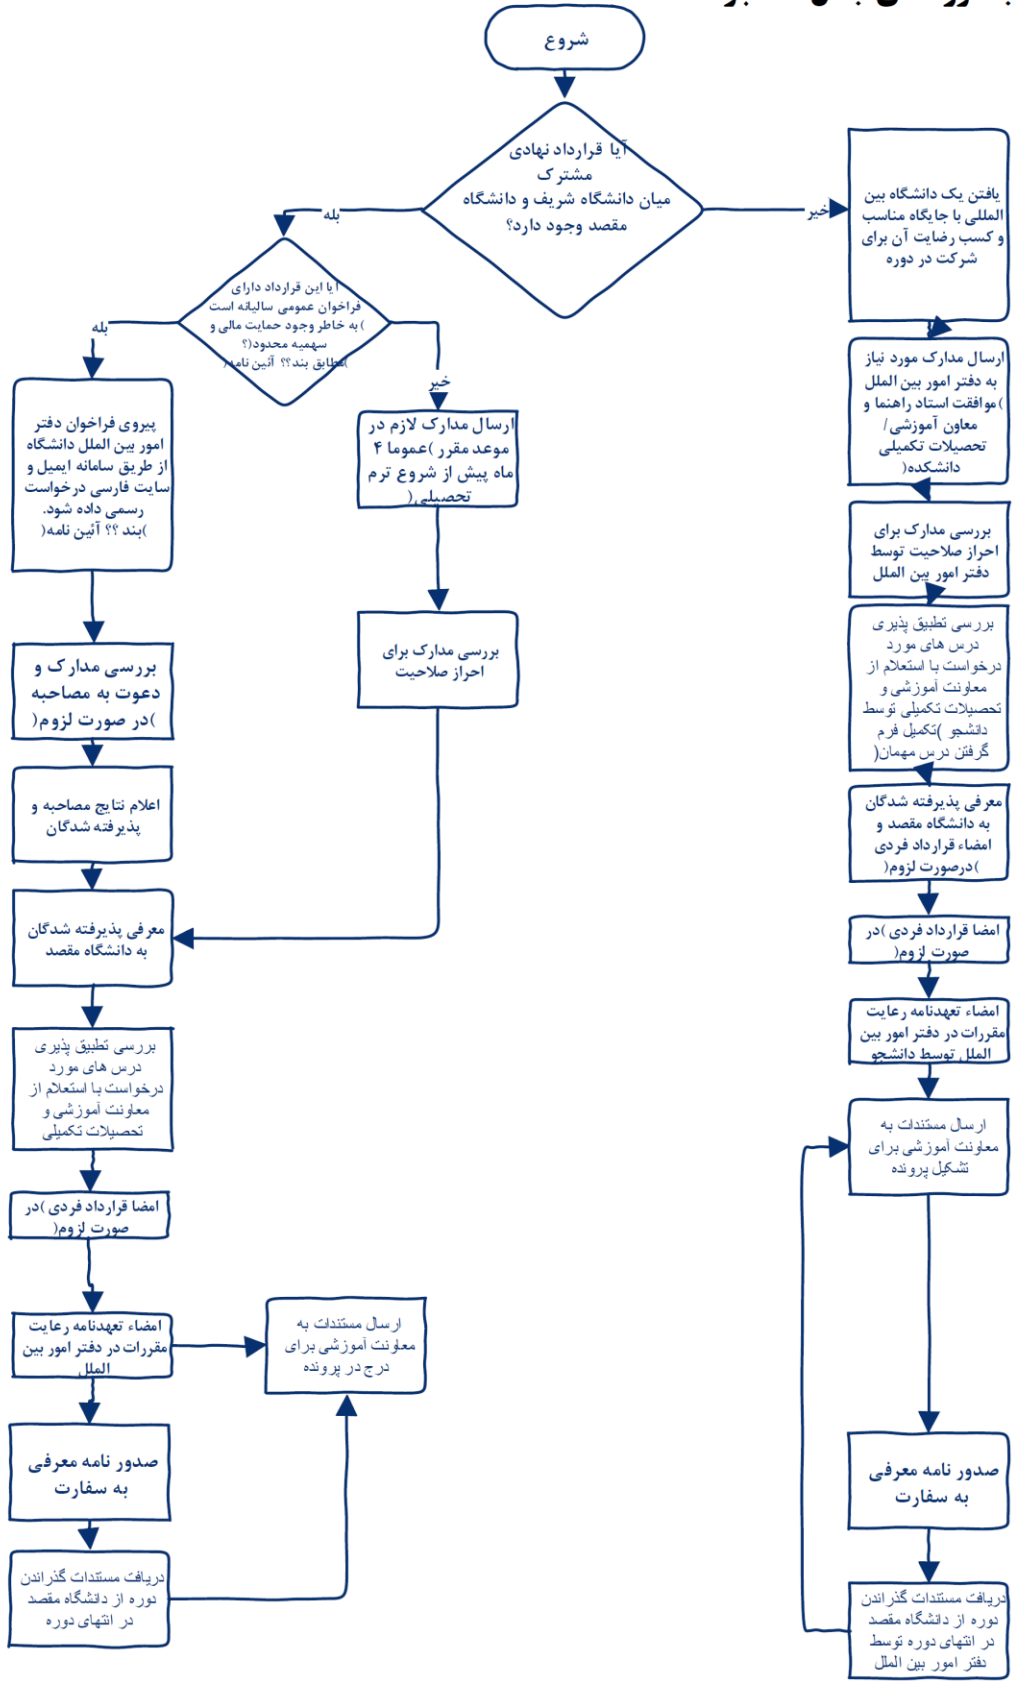 شروع
آیا قرارداد نهادی
مشترک
میان دانشگاه شریف و دانشگاه
مقصد وجود دارد؟
خیر
بله
یافتن یک دانشگاه بین
المللی با جایگاه مناسب
و کسب رضایت آن برای
شرکت در دوره
ارسال مدارک مورد نیاز
به دفتر امور بین الملل
)موافقت استاد راهنما و
معاون آموزشی/
تحصیلات تکمیلی
دانشکده(
بررسی مدارک برای
احراز صلاحیت توسط
دفتر امور بین الملل
بررسی تطبیق پذیری
درس های مورد
درخواست با استعلام از
معاونت آموزشی و
تحصیلات تکمیلی توسط
دانشجو )تکمیل فرم
گرفتن درس مهمان(
معرفی پذیرفته شدگان
به دانشگاه مقصد و
امضاء قرارداد فردی
)درصورت لزوم(
امضا قرارداد فردی )در
صورت لزوم(
امضاء تعهدنامه رعایت
مقررات در دفتر امور بین
الملل توسط دانشجو
ارسال مستندات به
معاونت آموزشی برای
تشکیل پرونده
صدور نامه معرفی
به سفارت
دریافت مستندات گذراندن
دوره از دانشگاه مقصد
در انتهای دوره توسط
دفتر امور بین الملل
آیا این قرارداد دارای
فراخوان عمومی سالیانه است
)به خاطر وجود حمایت مالی و
سهمیه محدود(؟
)مطابق بند؟؟ آئین نامه(
خیر
بله
ارسال مدارک لازم در
موعد مقرر )عموما ۴
ماه پیش از شروع ترم
تحصیلی(
بررسی مدارک برای
احراز صلاحیت
پیروی فراخوان دفتر
امور بین الملل دانشگاه
از طریق سامانه ایمیل و
سایت فارسی درخواست
رسمی داده شود.
)بند ؟؟ آئین نامه(
بررسی مدارک و
دعوت به مصاحبه
)در صورت لزوم(
اعلام نتایج مصاحبه و
پذیرفته شدگان
معرفی پذیرفته شدگان
به دانشگاه مقصد
بررسی تطبیق پذیری
درس های مورد
درخواست با استعلام از
معاونت آموزشی و
تحصیلات تکمیلی
امضا قرارداد فردی )در
صورت لزوم(
امضاء تعهدنامه رعایت
مقررات در دفتر امور بین
الملل
ارسال مستندات به
معاونت آموزشی برای
درج در پرونده
صدور نامه معرفی
به سفارت
دریافت مستندات گذراندن
دوره از دانشگاه مقصد
در انتهای دوره